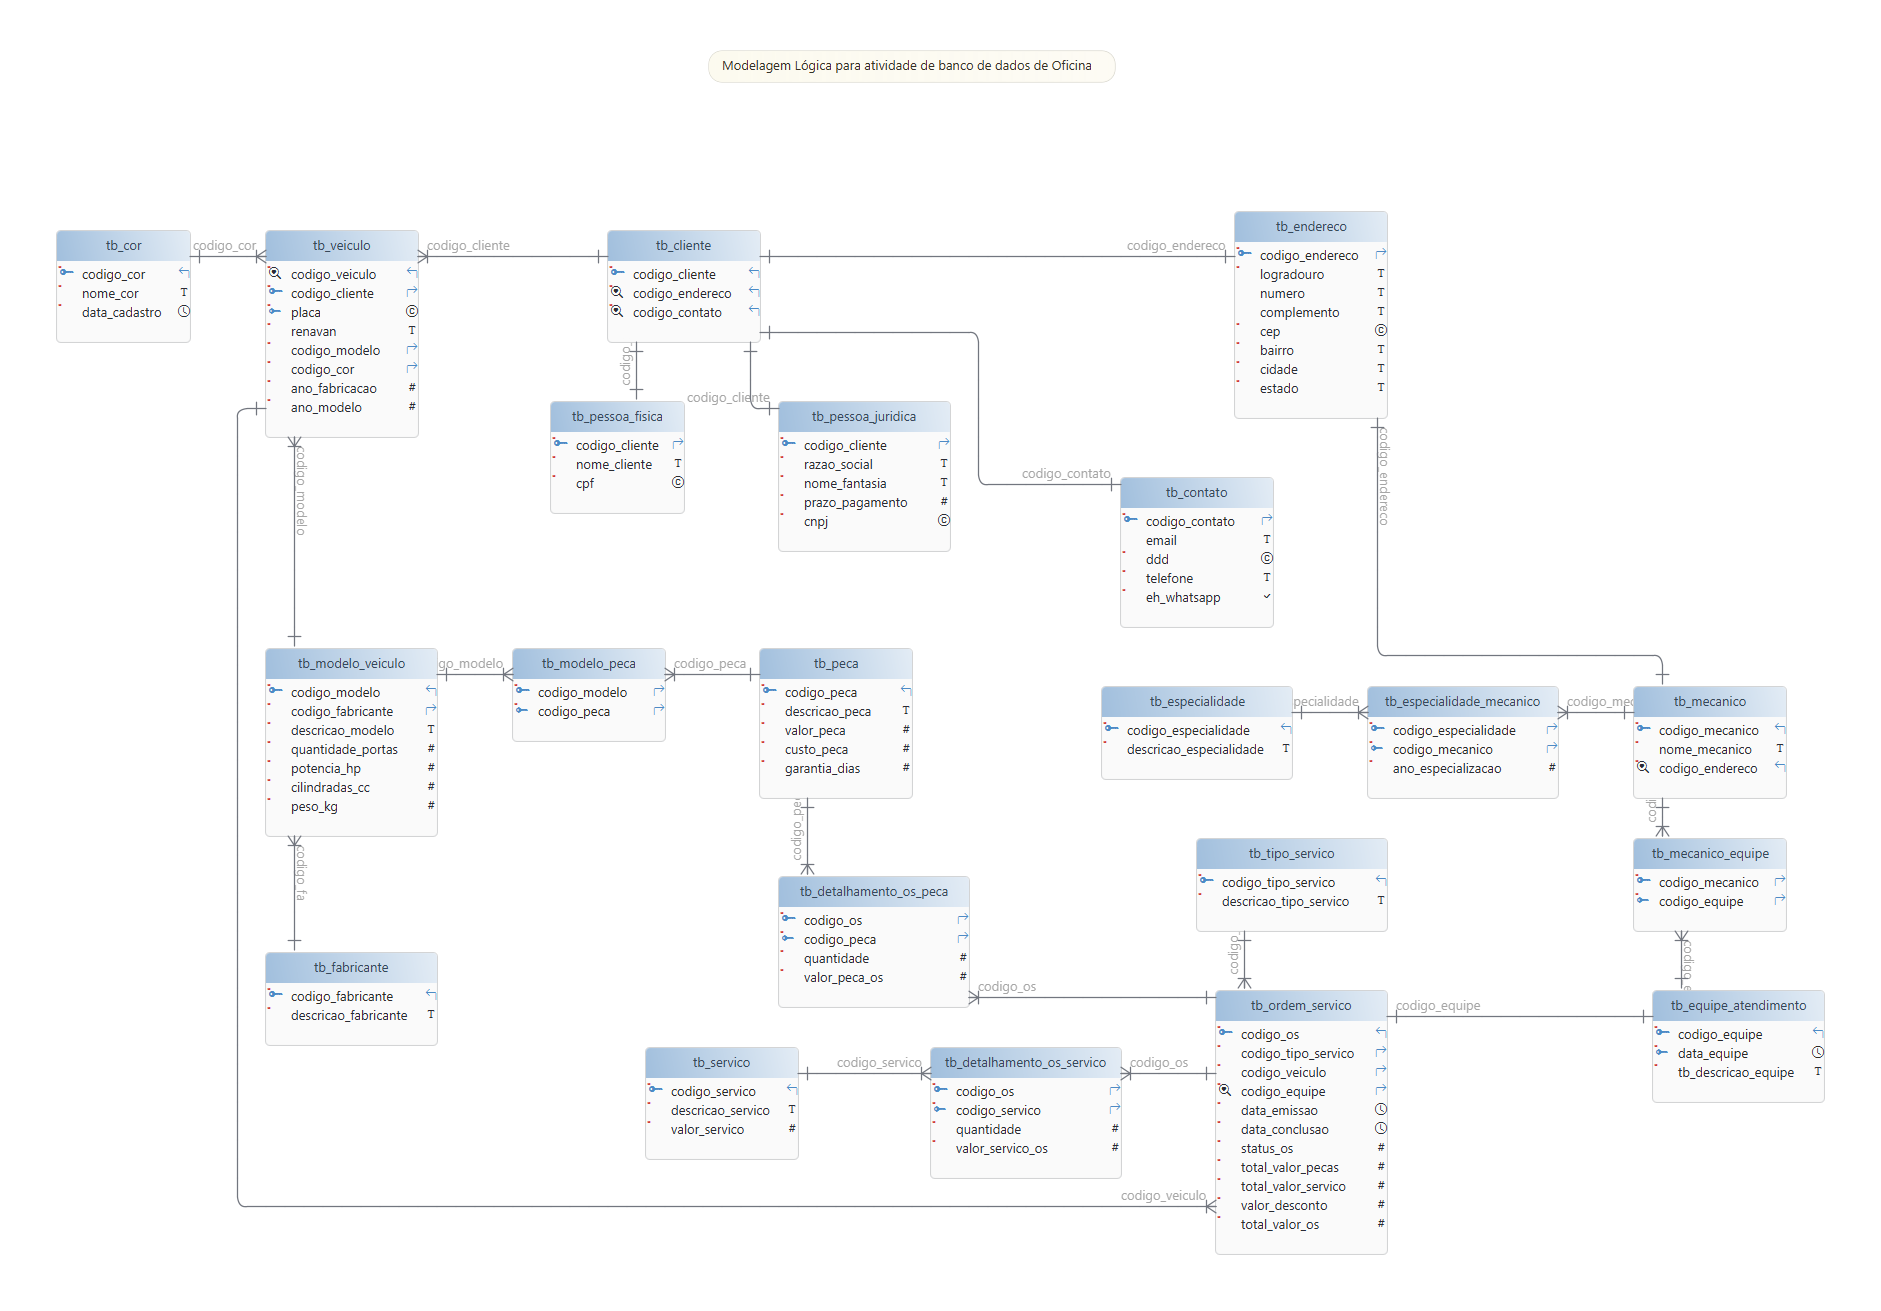 Modelagem Lógica para atividade de banco de dados de Oficina
tb_cor
codigo_cor
nome_cor
T
data_cadastro
codigo_cor
tb_veiculo
codigo_veiculo
codigo_cliente
placa
C
renavan
T
codigo_modelo
codigo_cor
ano_fabricacao
#
ano_modelo
#
codigo_cliente
tb_cliente
codigo_cliente
codigo_endereco
codigo_contato
codigo_endereco
tb_endereco
codigo_endereco
logradouro
T
numero
T
complemento
T
cep
C
bairro
T
cidade
T
estado
T
codigo_
codigo_cliente
tb_pessoa_fisica
codigo_cliente
nome_cliente
T
cpf
C
tb_pessoa_juridica
codigo_cliente
razao_social
T
nome_fantasia
T
prazo_pagamento
#
cnpj
C
codigo_contato
tb_contato
codigo_contato
email
T
ddd
C
telefone
T
eh_whatsapp
codigo_endereco
codigo_modelo
tb_modelo_veiculo
codigo_modelo
codigo_fabricante
descricao_modelo
T
quantidade_portas
#
potencia_hp
#
cilindradas_cc
#
peso_kg
#
go_modelo
tb_modelo_peca
codigo_modelo
codigo_peca
codigo_peca
tb_peca
codigo_peca
descricao_peca
T
valor_peca
#
custo_peca
#
garantia_dias
#
tb_especialidade
codigo_especialidade
descricao_especialidade
T
pecialidade
tb_especialidade_mecanico
codigo_especialidade
codigo_mecanico
ano_especializacao
#
codigo_mec
tb_mecanico
codigo_mecanico
nome_mecanico
T
codigo_endereco
codi
tb_mecanico_equipe
codigo_mecanico
codigo_equipe
codigo_e
codigo_fa
tb_fabricante
codigo_fabricante
descricao_fabricante
T
codigo_pe
tb_detalhamento_os_peca
codigo_os
codigo_peca
quantidade
#
valor_peca_os
#
codigo_os
tb_tipo_servico
codigo_tipo_servico
descricao_tipo_servico
T
codigo_
tb_ordem_servico
codigo_os
codigo_tipo_servico
codigo_veiculo
codigo_equipe
data_emissao
data_conclusao
status_os
#
total_valor_pecas
#
total_valor_servico
#
valor_desconto
#
total_valor_os
#
codigo_equipe
tb_equipe_atendimento
codigo_equipe
data_equipe
tb_descricao_equipe
T
tb_servico
codigo_servico
descricao_servico
T
valor_servico
#
codigo_servico
tb_detalhamento_os_servico
codigo_os
codigo_servico
quantidade
#
valor_servico_os
#
codigo_os
codigo_veiculo